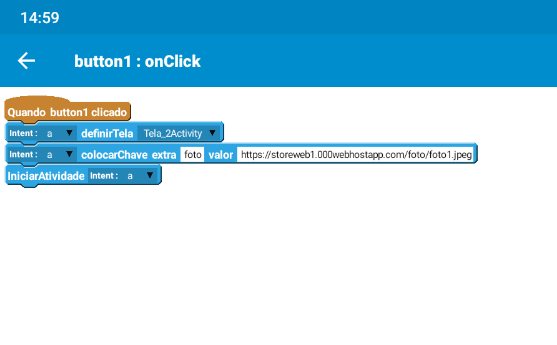 14:59
button1 : onClick
Quando button1 clicado
Intent : a definirTela Tela_2Activity
Intent : a colocarChave extra foto valor https://storeweb1.000webhostapp.com/foto/foto1.jpeg
IniciarAtividade Intent : a